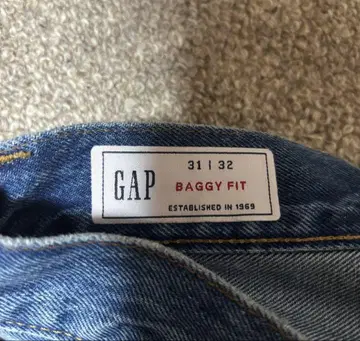 GAP
31 | 32
BAGGY FIT
ESTABLISHED IN 1969